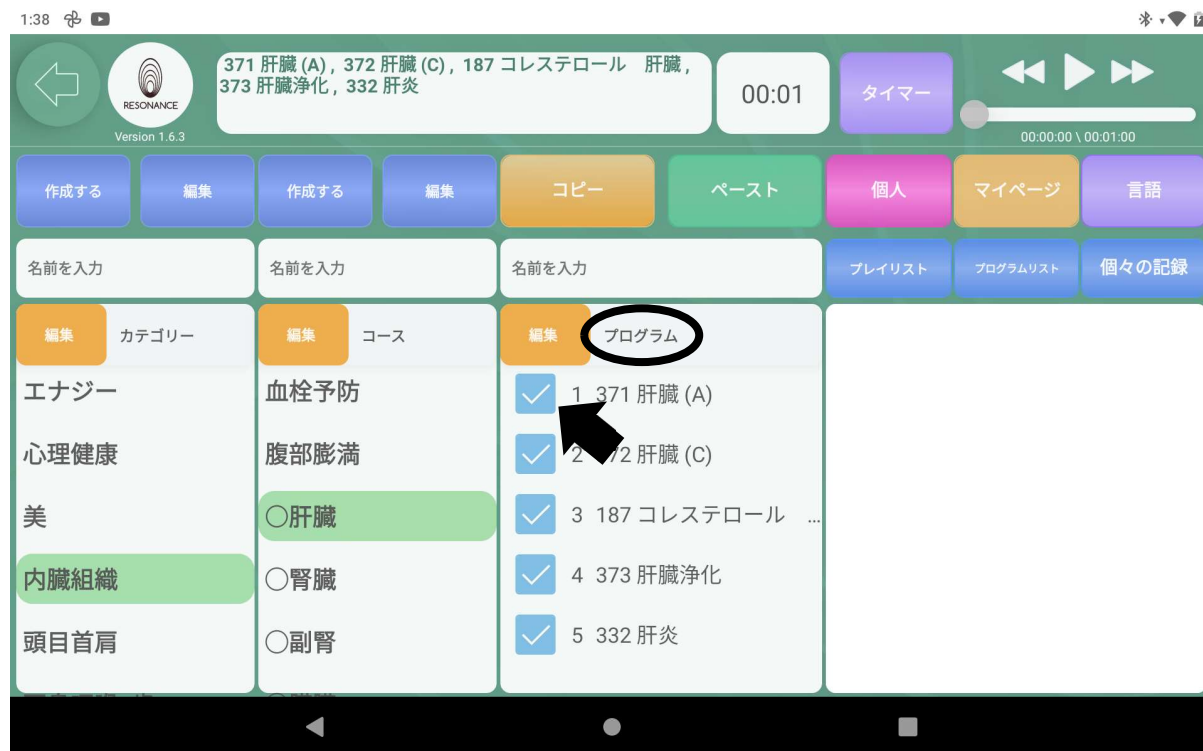 1:38
371 肝臓 (A) , 372 肝臓 (C) , 187 コレステロール　肝臓 ,
373 肝臓浄化 , 332 肝炎
RESONANCE
Version 1.6.3
00:01
タイマー
00:00:00 \ 00:01:00
作成する 編集 作成する 編集 コピー ペースト 個人 マイページ 言語
名前を入力 名前を入力 名前を入力 プレイリスト プログラムリスト 個々の記録
編集 カテゴリー 編集 コース 編集 プログラム
エナジー 血栓予防 1 371 肝臓 (A)
心理健康 腹部膨満 2 72 肝臓 (C)
美 〇肝臓 3 187 コレステロール　...
内臓組織 〇腎臓 4 373 肝臓浄化
頭目首肩 〇副腎 5 332 肝炎